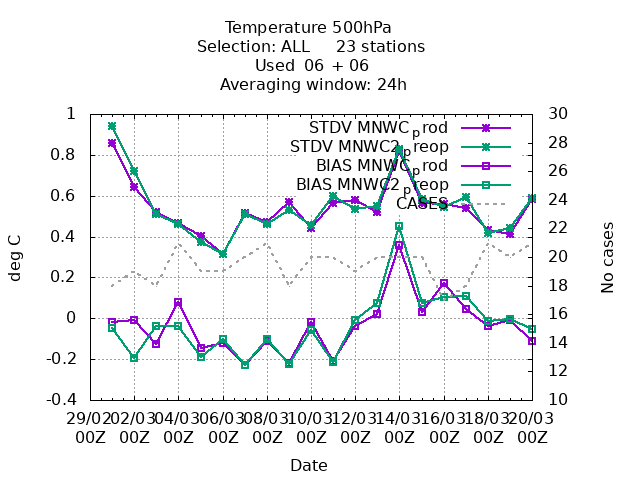 Temperature 500hPa
Selection: ALL 23 stations
Used 06 + 06
Averaging window: 24h
STDV MNWC_prod
STDV MNWC2_preop
BIAS MNWC_prod
BIAS MNWC2_preop
CASES
1
0.8
0.6
0.4
0.2
0
-0.2
-0.4
deg C
30
28
26
24
22
20
18
16
14
12
10
No cases
29/02 02/03 04/03 06/03 08/03 10/03 12/03 14/03 16/03 18/03 20/03
00Z 00Z 00Z 00Z 00Z 00Z 00Z 00Z 00Z 00Z 00Z
Date